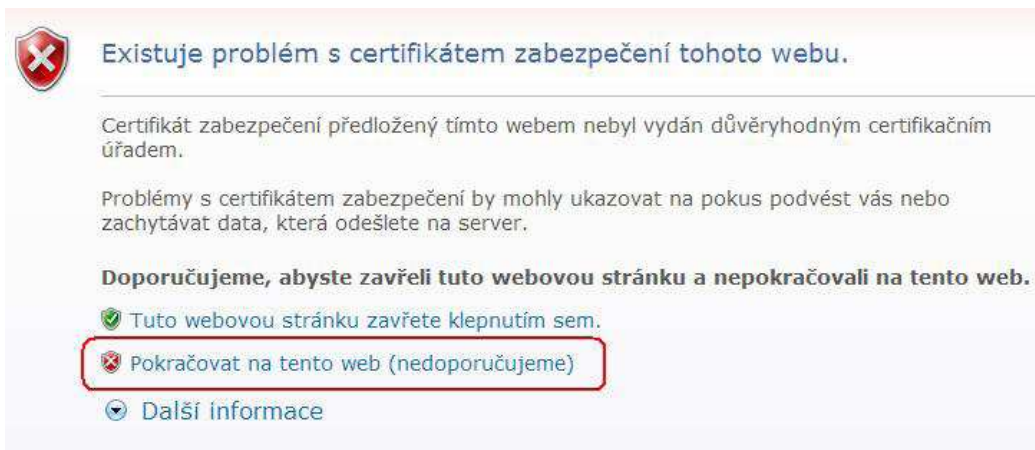 Existuje problém s certifikátem zabezpečení tohoto webu.
Certifikát zabezpečení předložený tímto webem nebyl vydán důvěryhodným certifikačním
úřadem.
Problémy s certifikátem zabezpečení by mohly ukazovat na pokus podvést vás nebo
zachytávat data, která odešlete na server.
Doporučujeme, abyste zavřeli tuto webovou stránku a nepokračovali na tento web.
Tuto webovou stránku zavřete klepnutím sem.
Pokračovat na tento web (nedoporučujeme)
Další informace